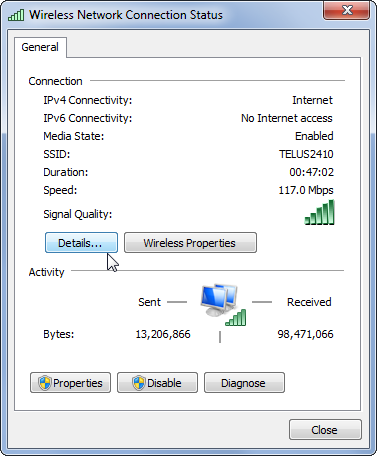 Wireless Network Connection Status
General
Connection
IPv4 Connectivity: Internet
IPv6 Connectivity: No Internet access
Media State: Enabled
SSID: TELUS2410
Duration: 00:47:02
Speed: 117.0 Mbps
Signal Quality:
Details... Wireless Properties
Activity
Sent Received
Bytes: 13,206,866 98,471,066
Properties Disable Diagnose
Close